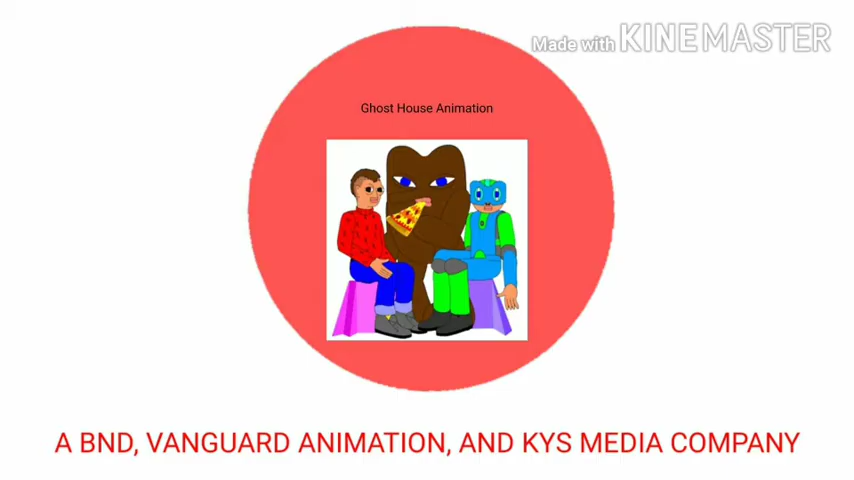 Made with KINEMASTER
Ghost House Animation
A BND, VANGUARD ANIMATION, AND KYS MEDIA COMPANY